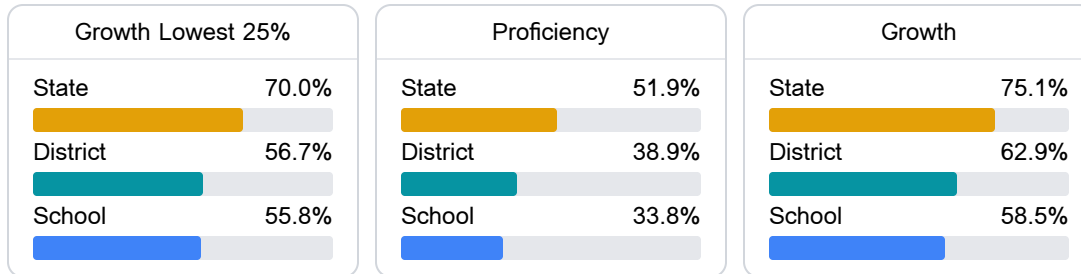 Growth Lowest 25%
State 70.0%
District 56.7%
School 55.8%
Proficiency
State 51.9%
District 38.9%
School 33.8%
Growth
State 75.1%
District 62.9%
School 58.5%